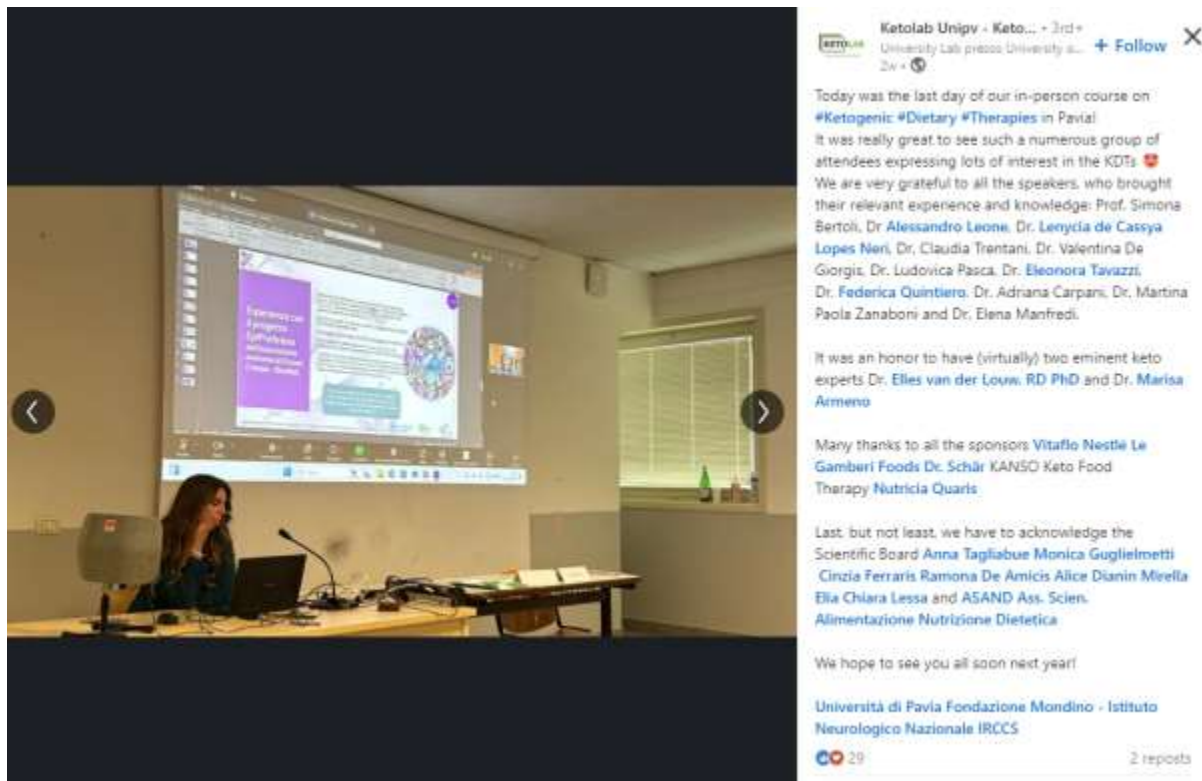 Ketolab Unipv - Keto... • 3rd+
University Lab presso University o...
+ Follow
2w •
Today was the last day of our in-person course on
#Ketogenic #Dietary #Therapies in Pavia!
It was really great to see such a numerous group of
attendees expressing lots of interest in the KDTs
We are very grateful to all the speakers, who brought
their relevant experience and knowledge: Prof. Simona
Bertoli, Dr Alessandro Leone, Dr. Lenycia de Cassya
Lopes Neri, Dr. Claudia Trentani, Dr. Valentina De
Giorgis, Dr. Ludovica Pasca, Dr. Eleonora Tavazzi,
Dr. Federica Quintiero, Dr. Adriana Carpani, Dr. Martina
Paola Zanaboni and Dr. Elena Manfredi.
It was an honor to have (virtually) two eminent keto
experts Dr. Elles van der Louw, RD PhD and Dr. Marisa
Armeno
Many thanks to all the sponsors Vitaflo Nestlé Le
Gamberi Foods Dr. Schär KANSO Keto Food
Therapy Nutricia Quaris
Last, but not least, we have to acknowledge the
Scientific Board Anna Tagliabue Monica Guglielmetti
Cinzia Ferraris Ramona De Amicis Alice Dianin Mirella
Elia Chiara Lessa and ASAND Ass. Scien.
Alimentazione Nutrizione Dietetica
We hope to see you all soon next year!
Università di Pavia Fondazione Mondino - Istituto
Neurologico Nazionale IRCCS
29
2 reposts